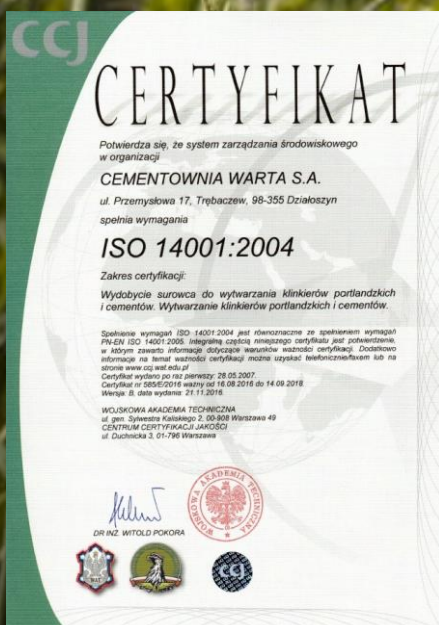 CCJ
CERTYFIKAT
Potwierdza się, że system zarządzania środowiskowego
w organizacji
CEMENTOWNIA WARTA S.A.
ul. Przemysłowa 17, Trębaczew, 98-355 Działoszyn
spełnia wymagania
ISO 14001:2004
Zakres certyfikacji:
Wydobycie surowca do wytwarzania klinkierów portlandzkich
i cementów. Wytwarzanie klinkierów portlandzkich i cementów.
Spełnienie wymagań ISO 14001:2004 jest równoznaczne ze spełnieniem wymagań
PN-EN ISO 14001:2005. Integralną częścią niniejszego certyfikatu jest potwierdzenie,
w którym zawarto informacje dotyczące warunków ważności certyfikacji. Dodatkowo
informacje na temat ważności certyfikacji można uzyskać telefonicznie/faxem lub na
stronie www.ccj.wat.edu.pl
Certyfikat wydano po raz pierwszy: 28.05.2007.
Certyfikat nr 585/E/2016 ważny od 16.08.2016 do 14.09.2018.
Wersja: B, data wydania: 21.11.2016.
WOJSKOWA AKADEMIA TECHNICZNA
ul. gen. Sylwestra Kaliskiego 2, 00-908 Warszawa 49
CENTRUM CERTYFIKACJI JAKOŚCI
ul. Duchnicka 3, 01-796 Warszawa
WOJSKOWA AKADEMIA TECHNICZNA
DR INŻ. WITOLD POKORA
WAT
CCJ